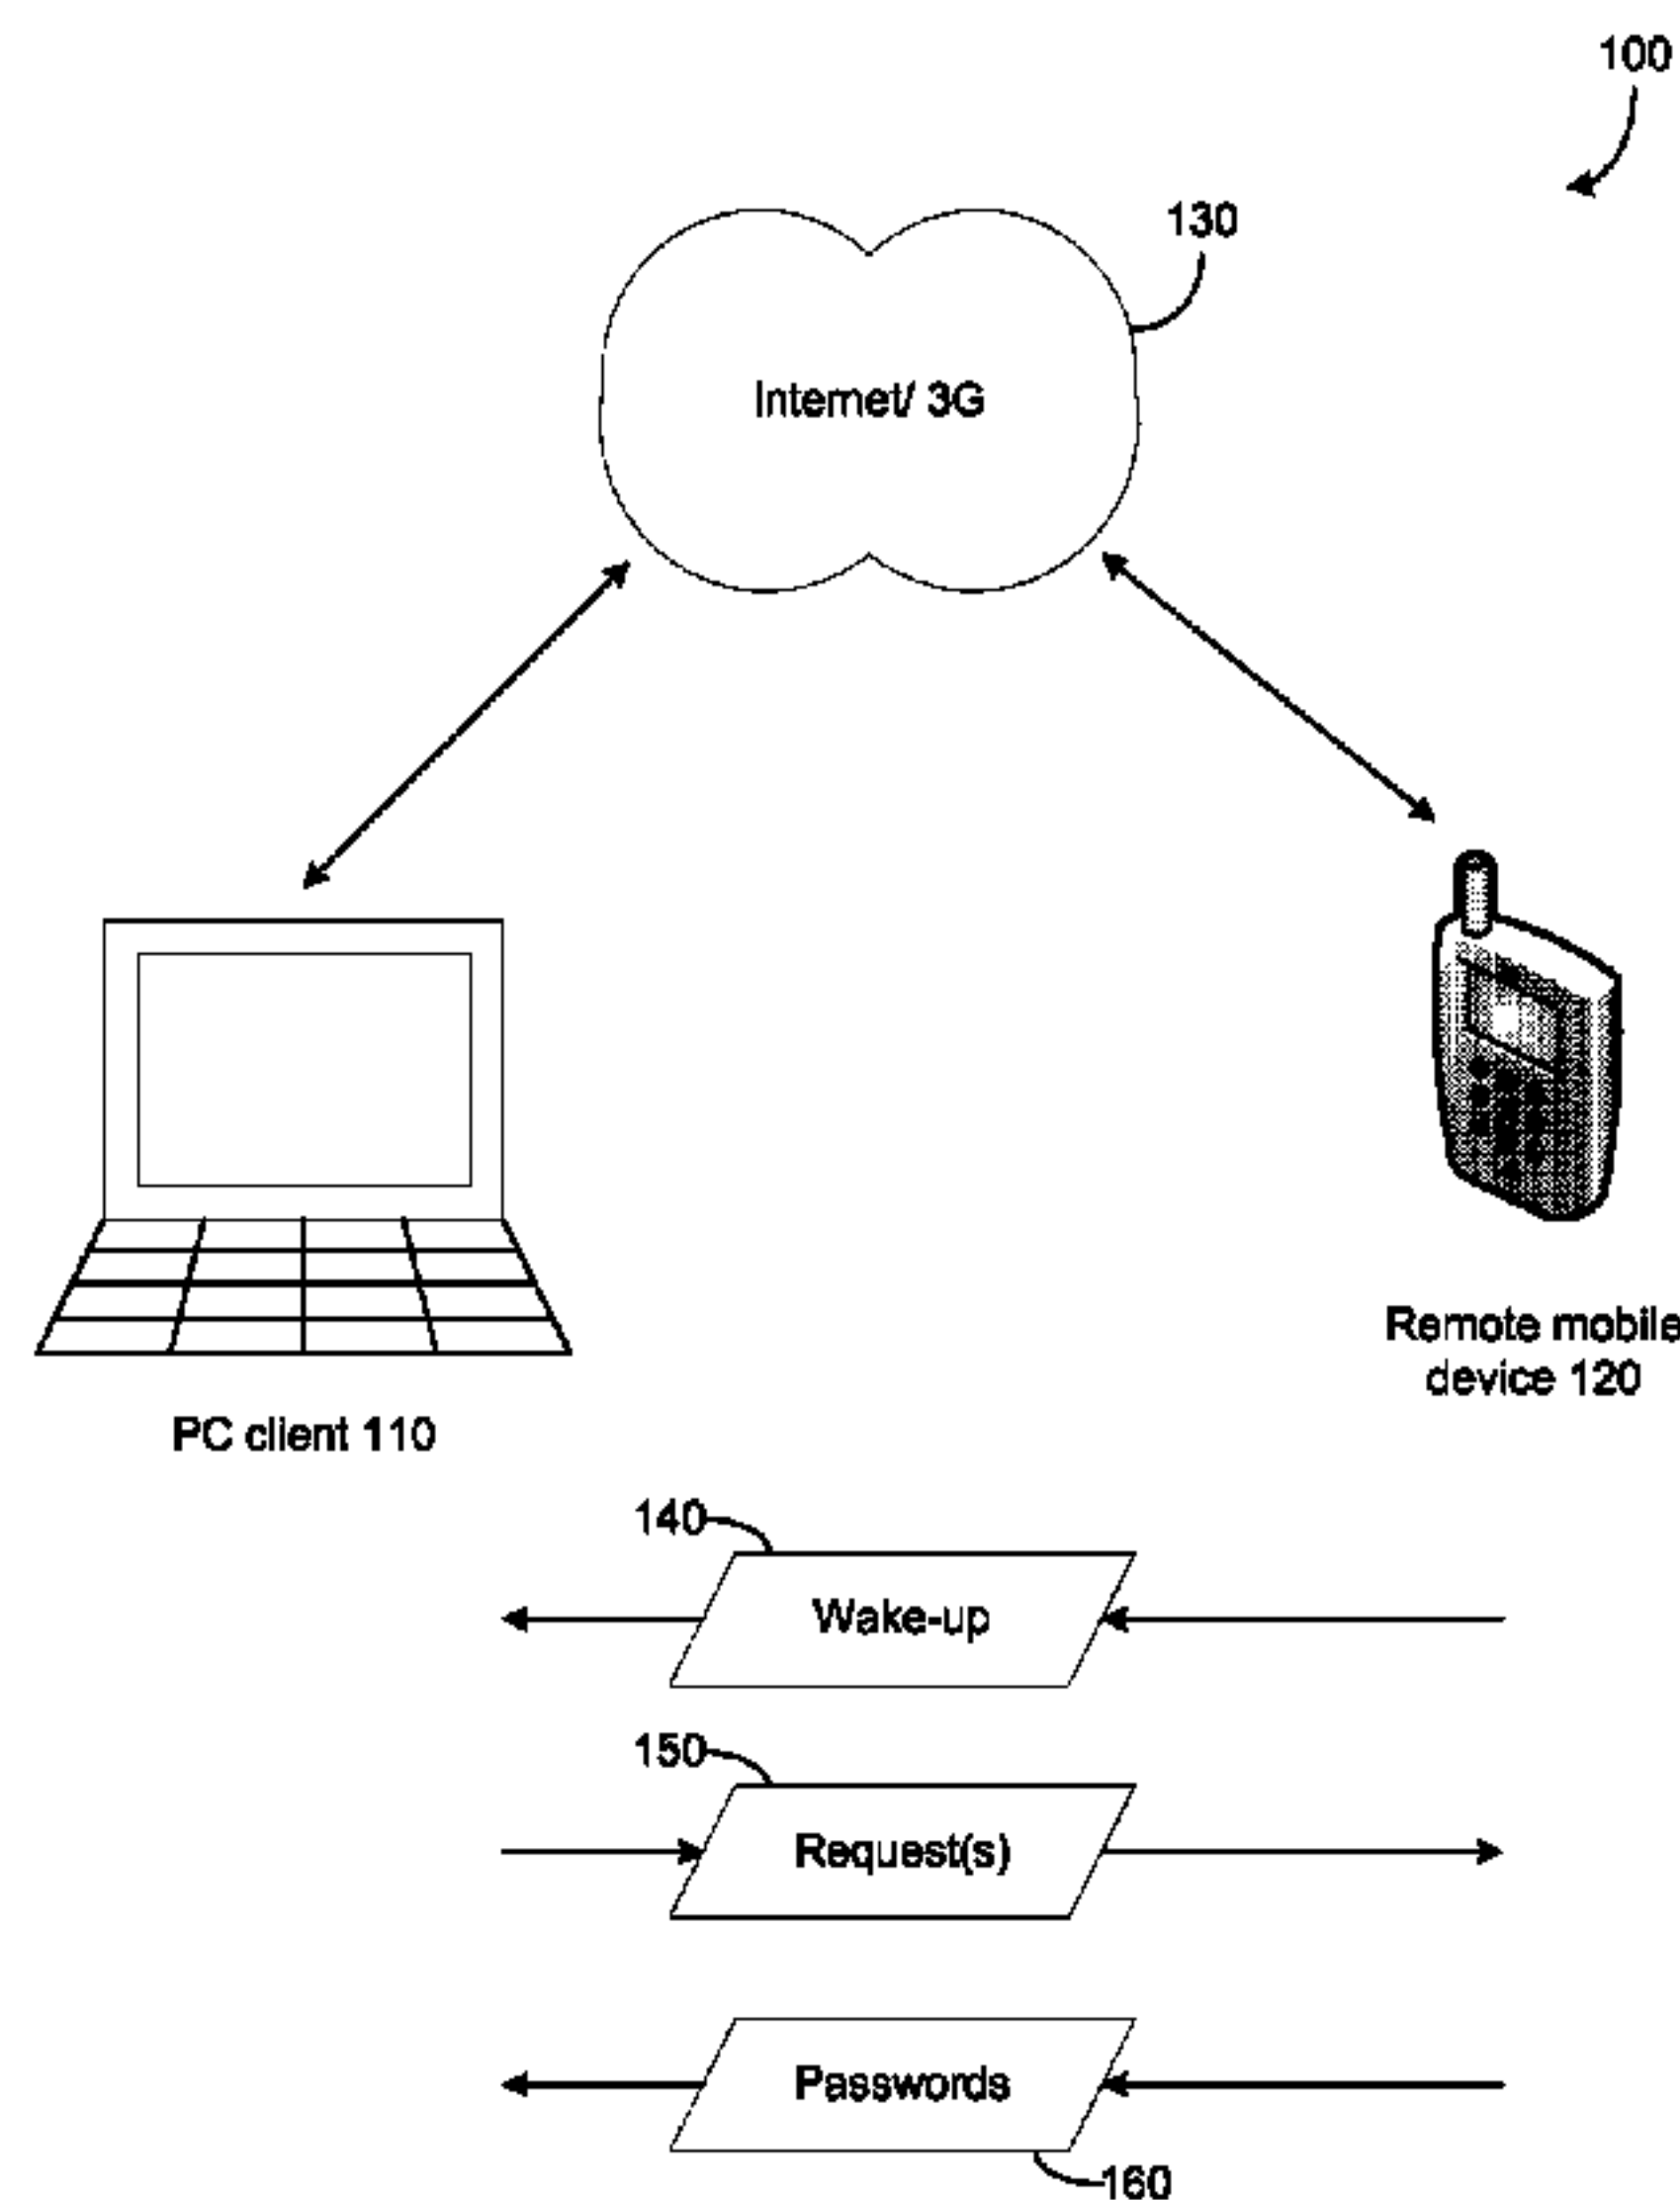 100
130
Internet/ 3G
Remote mobile
device 120
PC client 110
140
Wake-up
150
Request(s)
Passwords
160